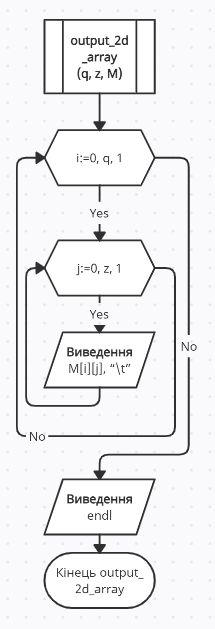 output_2d
_array
(q, z, M)
i:=0, q, 1
Yes
j:=0, z, 1
Yes
Виведення
M[i][j], “\t”
No
No
Виведення
endl
Кінець output_
2d_array